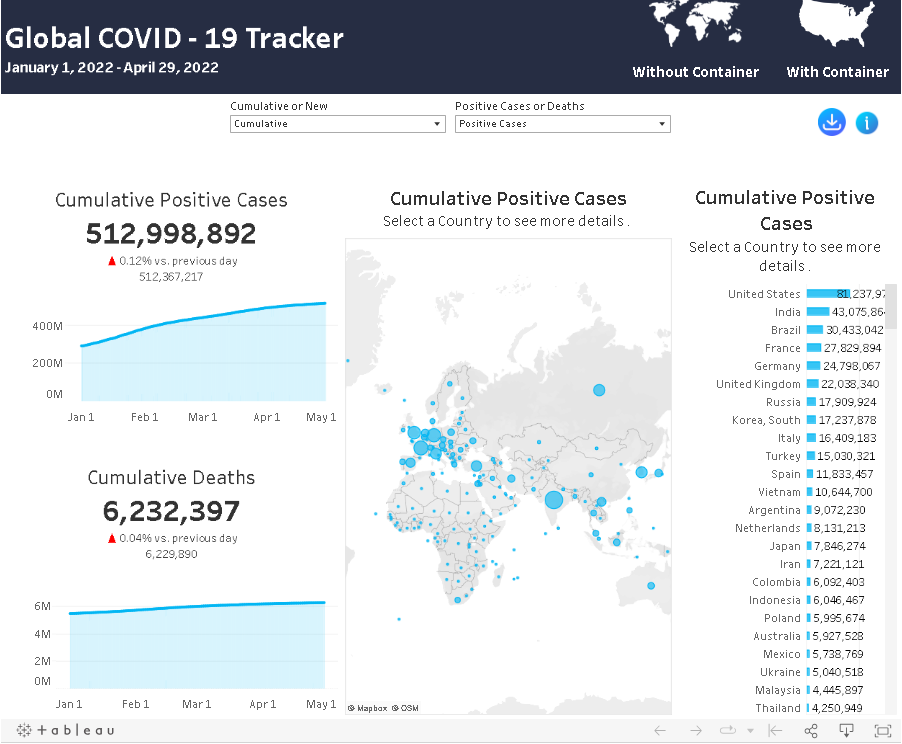 Global COVID - 19 Tracker
January 1, 2022 - April 29, 2022
Without Container
With Container
Cumulative or New
Cumulative
Positive Cases or Deaths
Positive Cases
i
Cumulative Positive Cases
512,998,892
▲ 0.12% vs. previous day
512,367,217
400M
200M
0M
Jan 1
Feb 1
Mar 1
Apr 1
May 1
Cumulative Deaths
6,232,397
▲ 0.04% vs. previous day
6,229,890
6M
4M
2M
0M
Jan 1
Feb 1
Mar 1
Apr 1
May 1
Cumulative Positive Cases
Select a Country to see more details .
© Mapbox © OSM
Cumulative Positive
Cases
Select a Country to see more
details .
United States 81,237,97
India 43,075,864
Brazil 30,433,042
France 27,829,894
Germany 24,798,067
United Kingdom 22,038,340
Russia 17,909,924
Korea, South 17,237,878
Italy 16,409,183
Turkey 15,030,321
Spain 11,833,457
Vietnam 10,644,700
Argentina 9,072,230
Netherlands 8,131,213
Japan 7,846,274
Iran 7,221,121
Colombia 6,092,403
Indonesia 6,046,467
Poland 5,995,674
Australia 5,927,528
Mexico 5,738,769
Ukraine 5,040,518
Malaysia 4,445,897
Thailand 4,250,949
+ableau